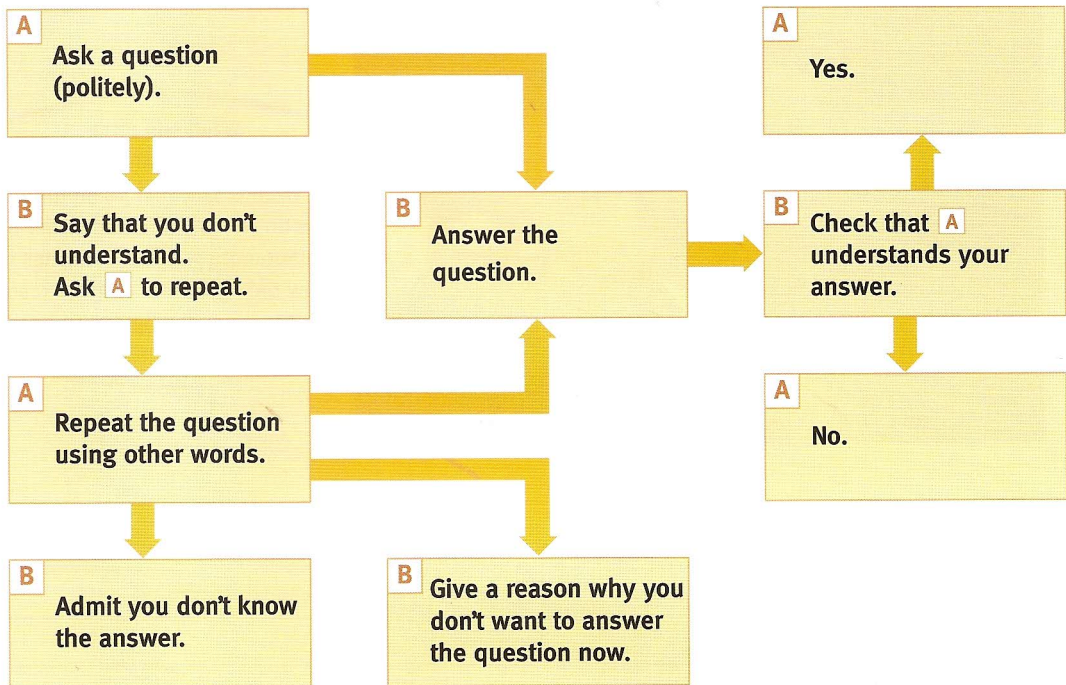 A
Ask a question
(politely).
B
Say that you don't
understand.
Ask A to repeat.
A
Repeat the question
using other words.
B
Admit you don't know
the answer.
B
Answer the
question.
B
Give a reason why you
don't want to answer
the question now.
A
Yes.
B
Check that A
understands your
answer.
A
No.